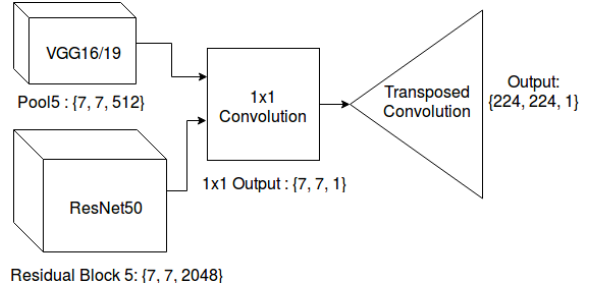 VGG16/19
Pool5 : {7, 7, 512}
ResNet50
Residual Block 5: {7, 7, 2048}
1x1
Convolution
1x1 Output : {7, 7, 1}
Transposed
Convolution
Output:
{224, 224, 1}